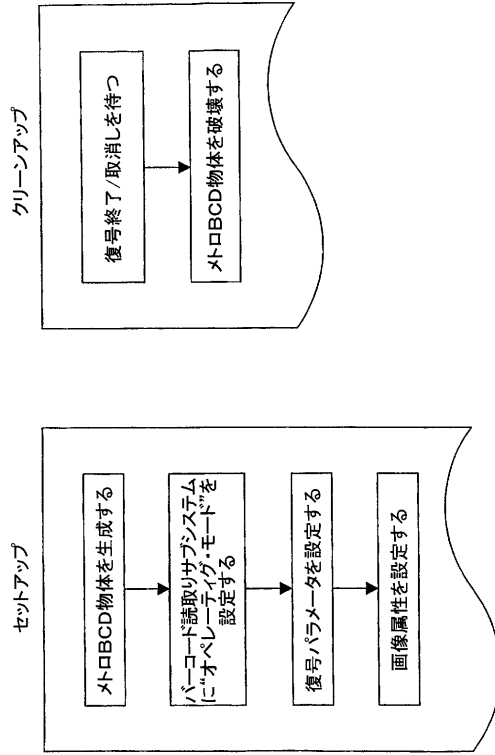 セットアップ
メトロBCD物体を生成する
バーコード読取りサブシステム
に“オペレーティング・モード”を
設定する
復号パラメータを設定する
画像属性を設定する
クリーンアップ
復号終了/取消しを待つ
メトロBCD物体を破壊する